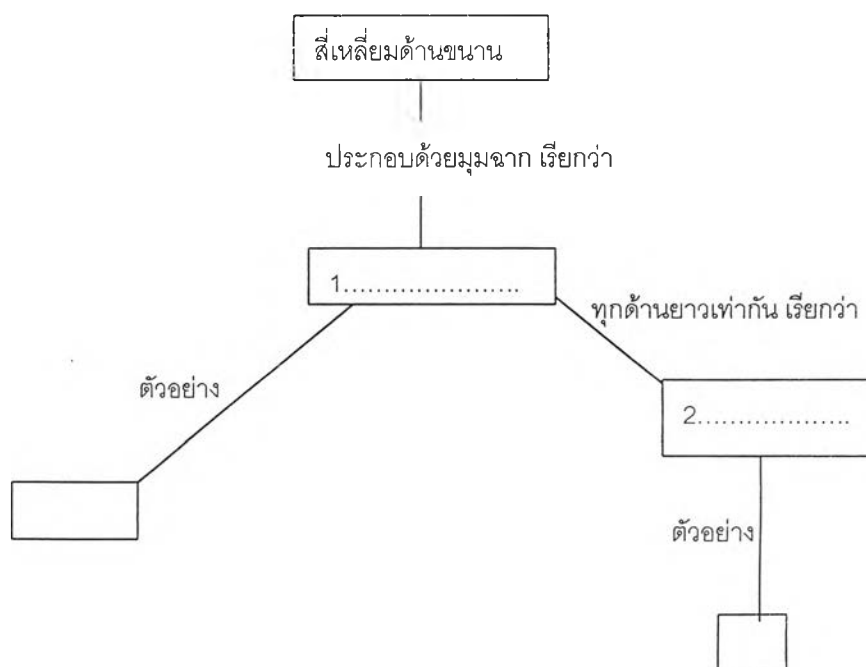 สี่เหลี่ยมด้านขนาน
ประกอบด้วยมุมฉาก เรียกว่า
1......................
ทุกด้านยาวเท่ากัน เรียกว่า
ตัวอย่าง
2...................
ตัวอย่าง